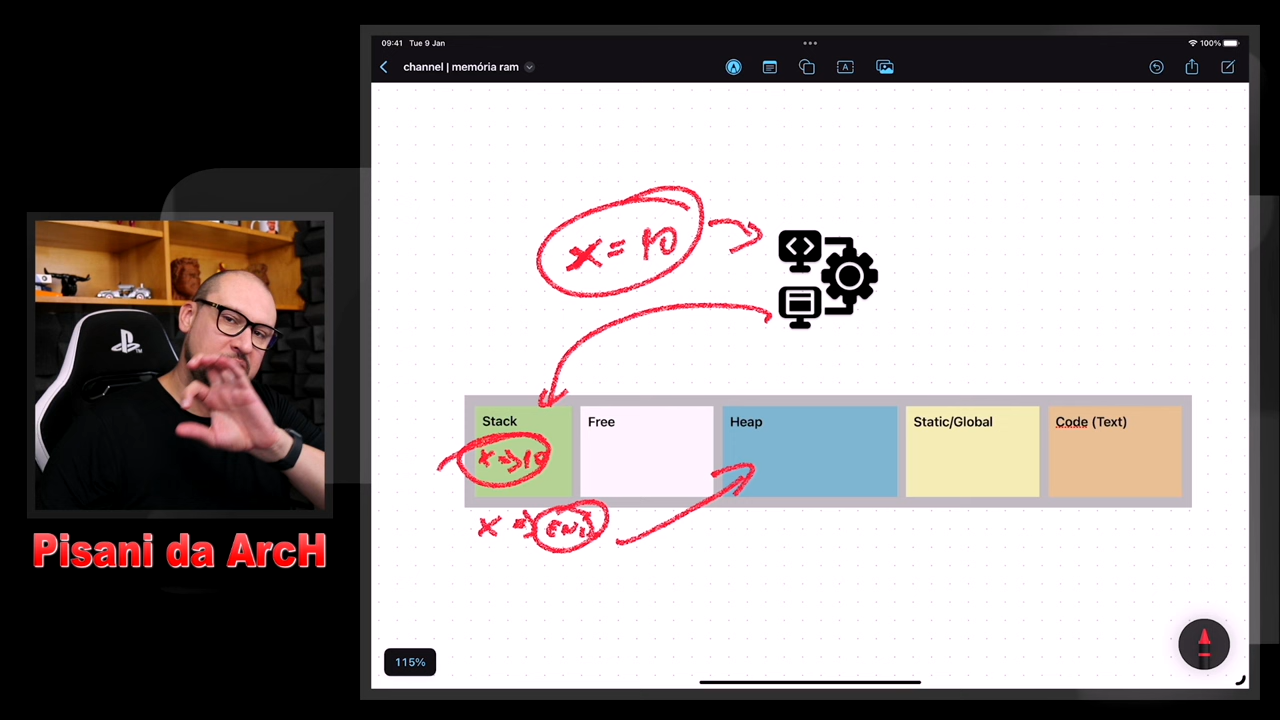 09:41 Tue 9 Jan
100%
channel | memória ram
A
x = 10
Stack
Free
Heap
Static/Global
Code (Text)
x → 10
x →
Pisani da ArcH
115%